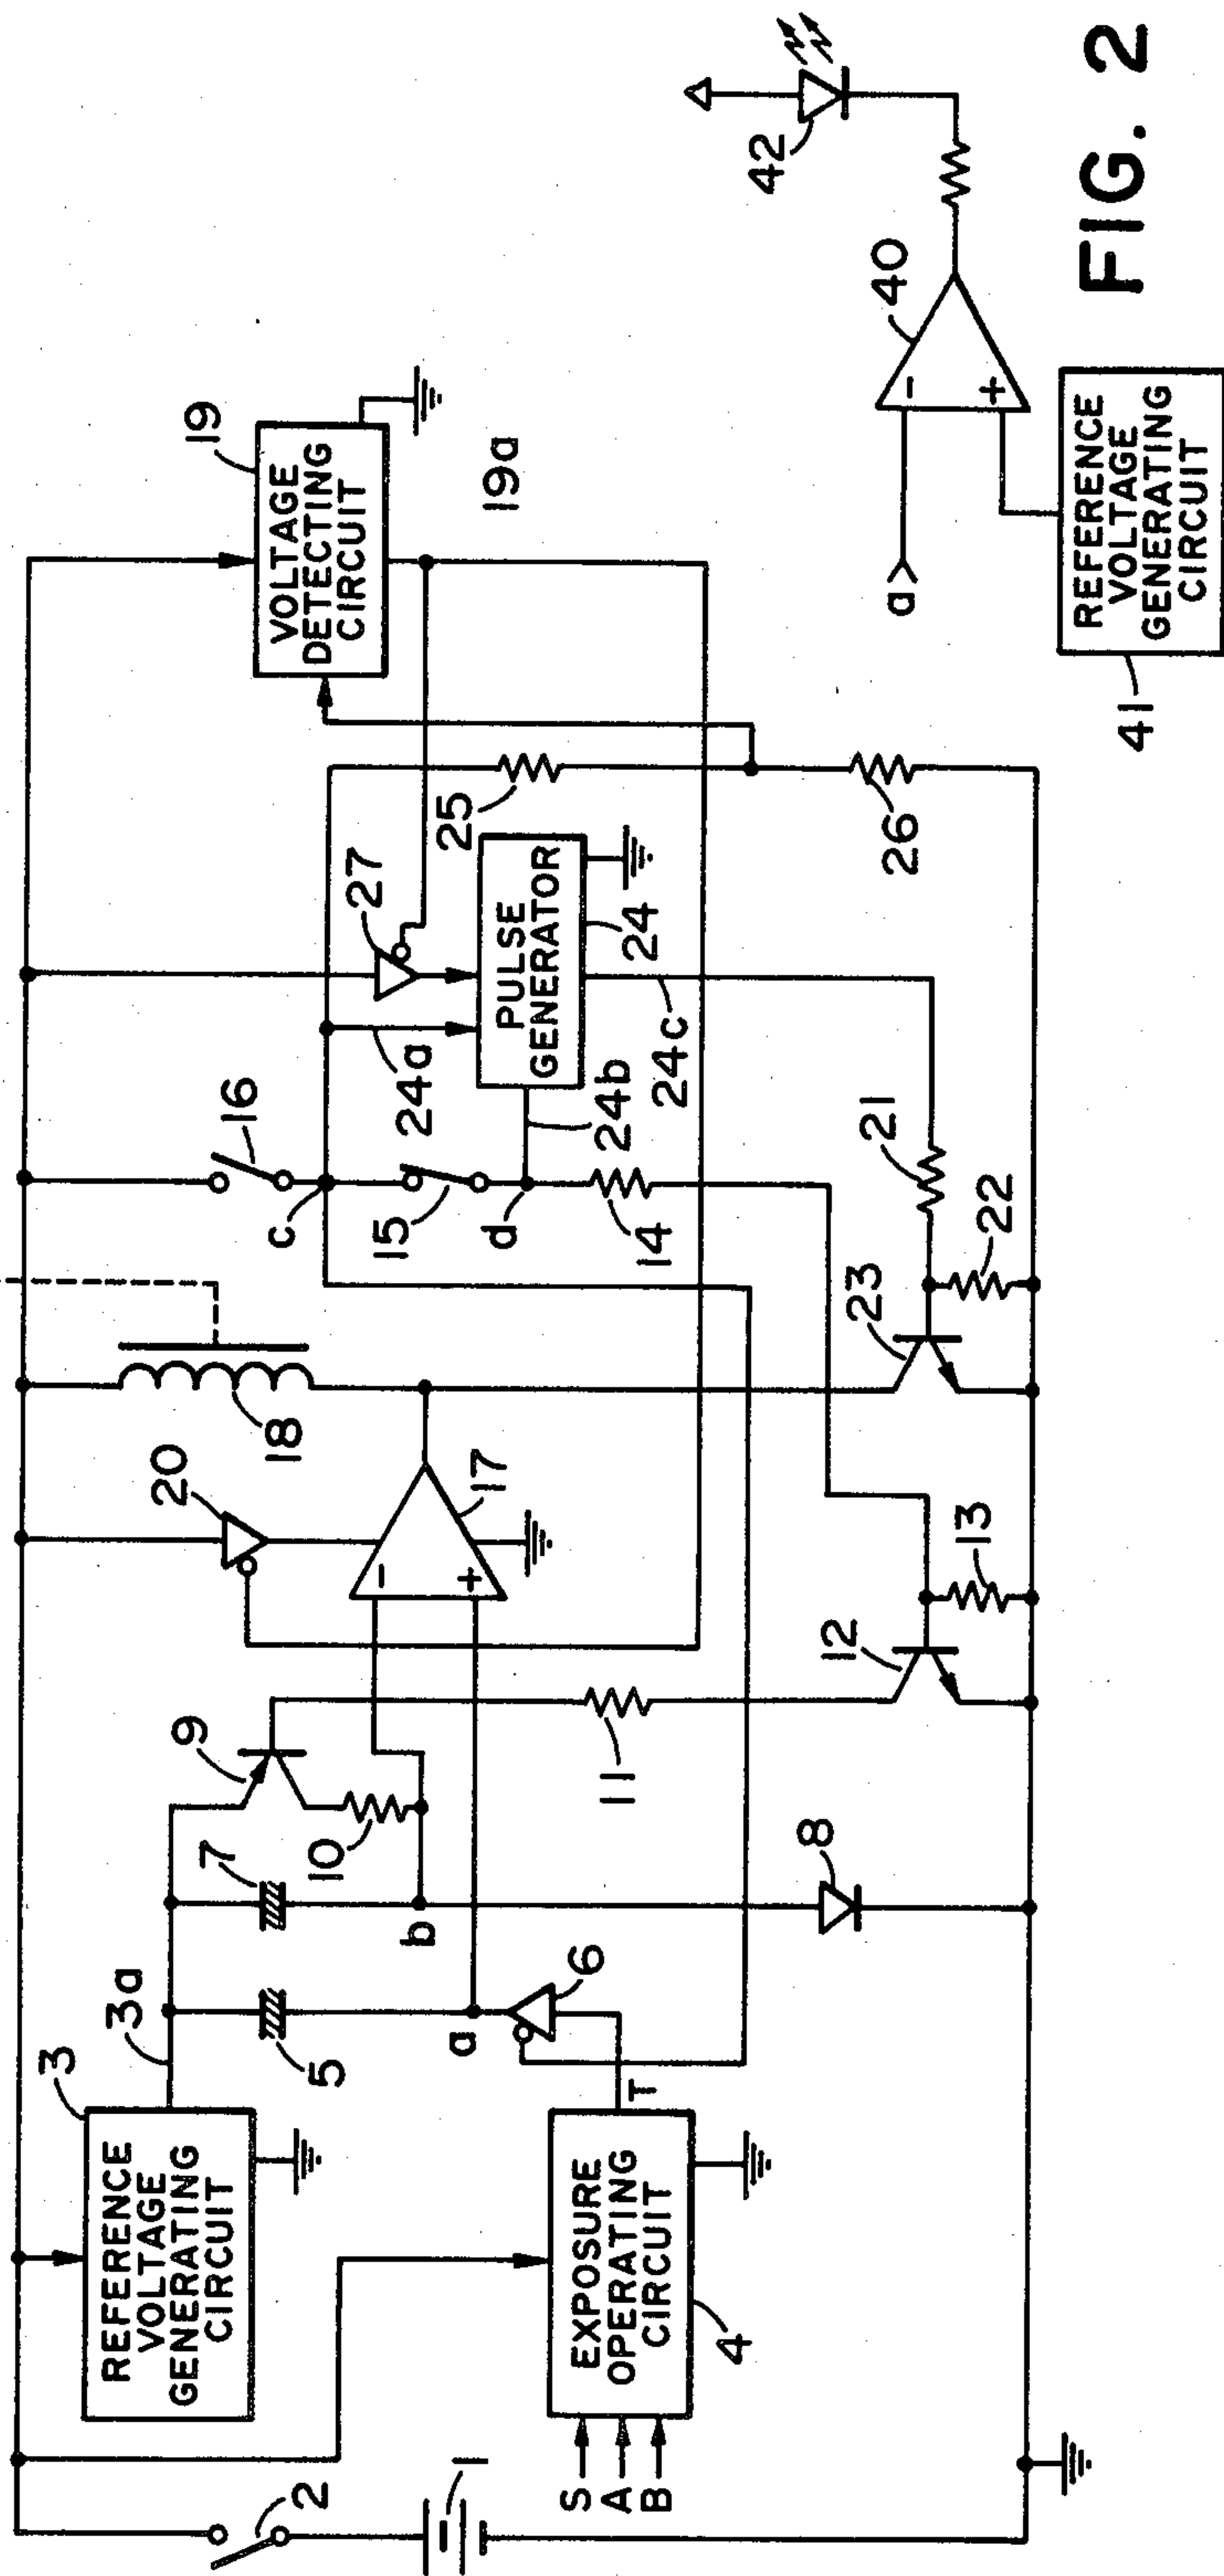 3
3a
REFERENCE
VOLTAGE
GENERATING
CIRCUIT
2
1
S
A
B
EXPOSURE
OPERATING
CIRCUIT
4
T
5
a
6
7
b
8
9
10
11
12
13
20
17
18
16
c
15
d
14
24a
24b
24c
27
PULSE
GENERATOR
24
25
26
23
21
22
19
VOLTAGE
DETECTING
CIRCUIT
19a
a
40
-
+
-
+
42
REFERENCE
VOLTAGE
GENERATING
CIRCUIT
41
FIG. 2